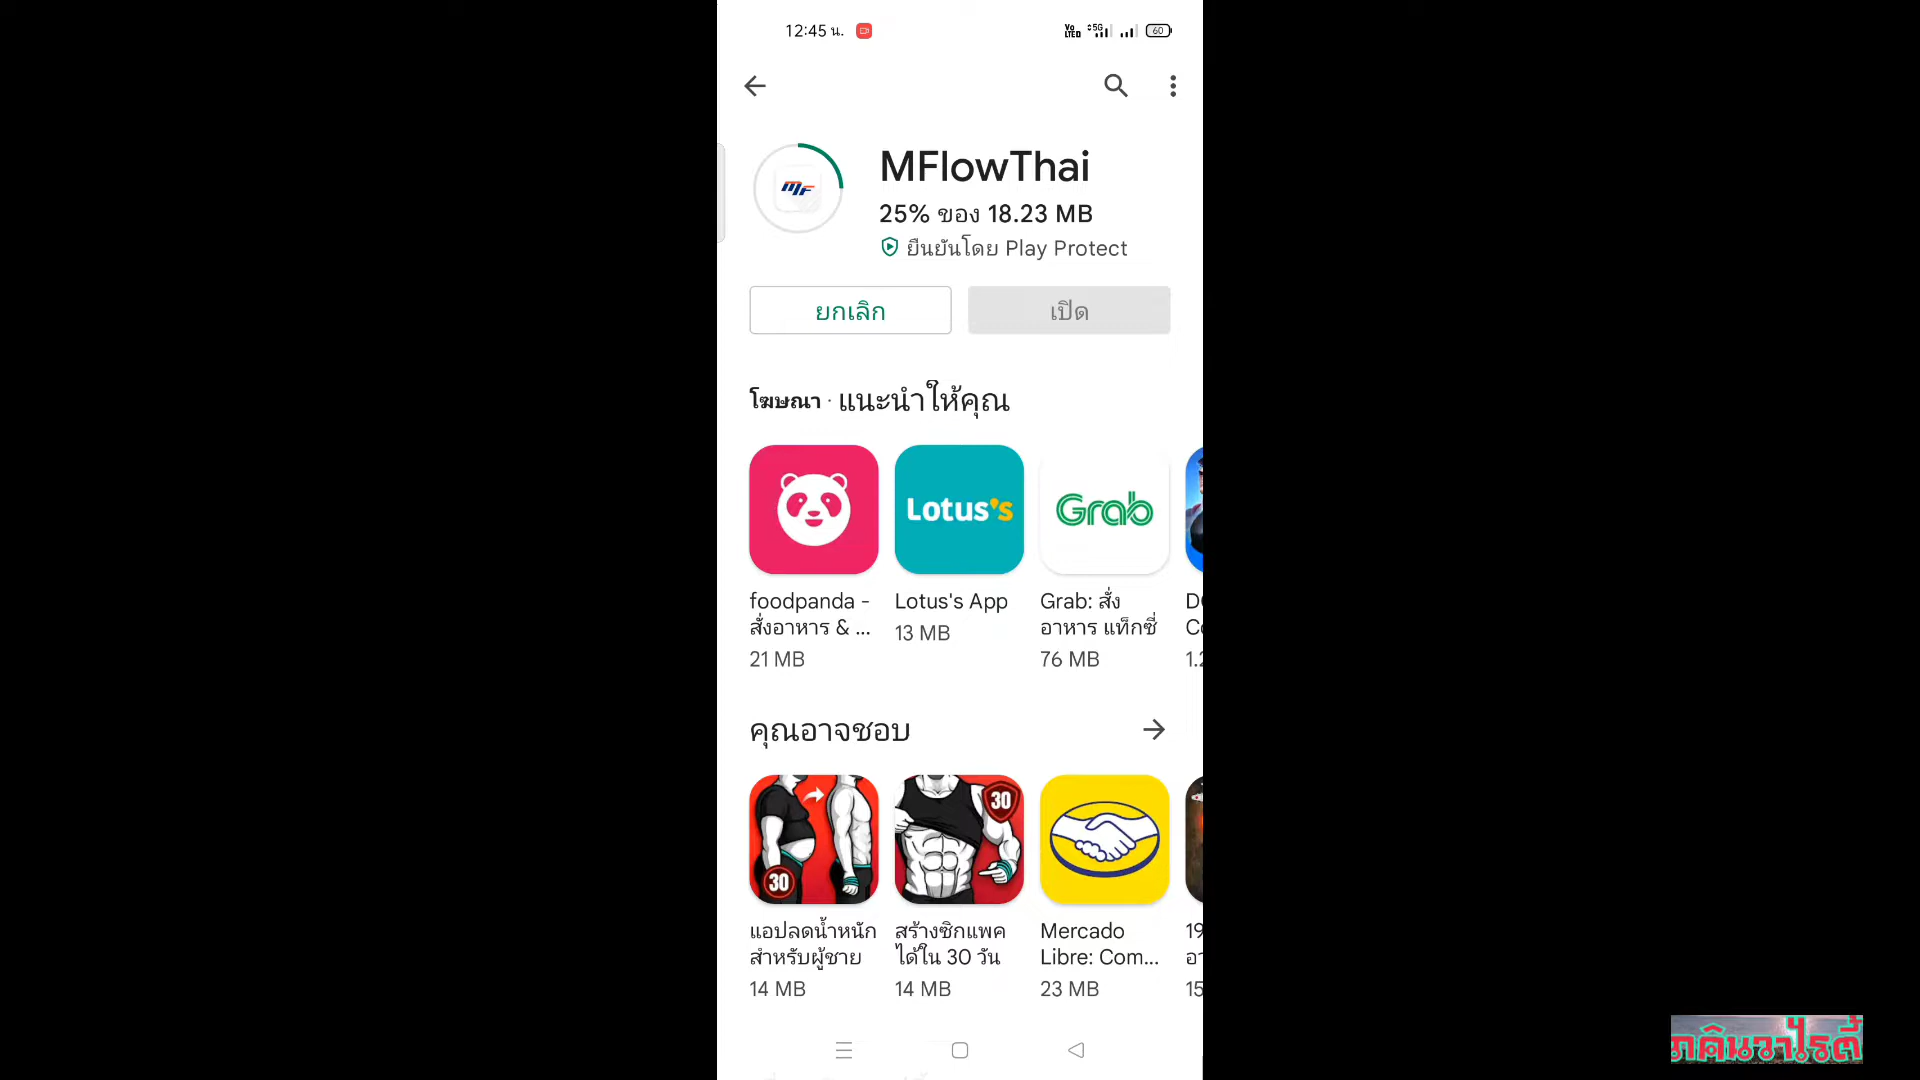 12:45 น.
Vo LTED 5G 60
MFlowThai
25% ของ 18.23 MB
ยืนยันโดย Play Protect
ยกเลิก
เปิด
โฆษณา · แนะนำให้คุณ
Lotus's
Grab
foodpanda - สั่งอาหาร & ...
21 MB
Lotus's App
13 MB
Grab: สั่งอาหาร แท็กซี่
76 MB
คุณอาจชอบ
30
30
แอปลดน้ำหนัก
สำหรับผู้ชาย
14 MB
สร้างซิกแพค
ได้ใน 30 วัน
14 MB
Mercado
Libre: Com...
23 MB